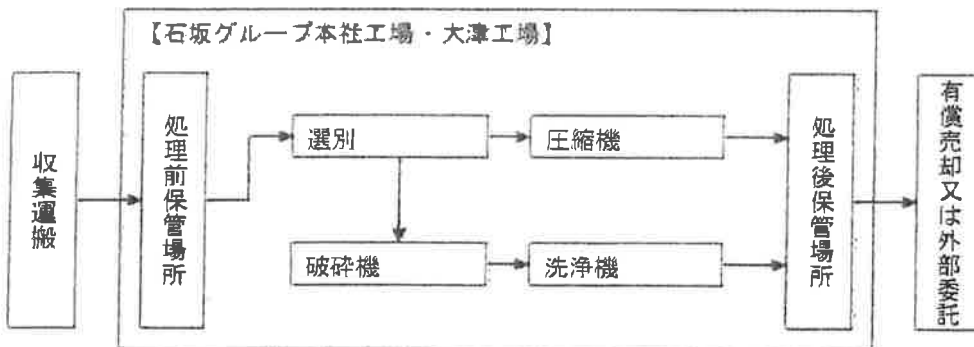 【石坂グループ本社工場・大津工場】
収集運搬
処理前保管場所
選別
圧縮機
破砕機
洗浄機
処理後保管場所
有償売却又は外部委託